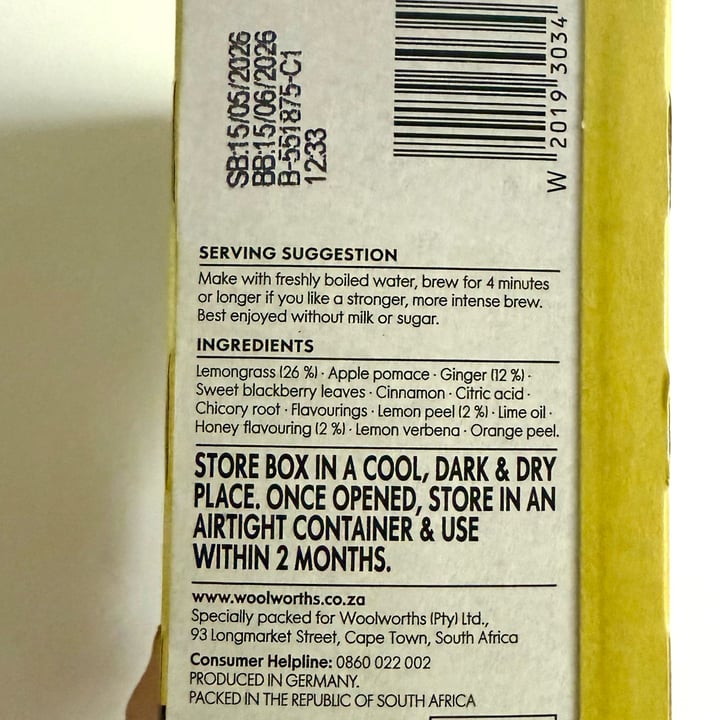 SB:15/05/2026
BB:15/06/2026
B-551875-C1
12:33
W 2019 3034
SERVING SUGGESTION
Make with freshly boiled water, brew for 4 minutes
or longer if you like a stronger, more intense brew.
Best enjoyed without milk or sugar.
INGREDIENTS
Lemongrass (26 %) · Apple pomace · Ginger (12 %) ·
Sweet blackberry leaves · Cinnamon · Citric acid ·
Chicory root · Flavourings · Lemon peel (2 %) · Lime oil ·
Honey flavouring (2 %) · Lemon verbena · Orange peel.
STORE BOX IN A COOL, DARK & DRY
PLACE. ONCE OPENED, STORE IN AN
AIRTIGHT CONTAINER & USE
WITHIN 2 MONTHS.
www.woolworths.co.za
Specially packed for Woolworths (Pty) Ltd.,
93 Longmarket Street, Cape Town, South Africa
Consumer Helpline: 0860 022 002
PRODUCED IN GERMANY.
PACKED IN THE REPUBLIC OF SOUTH AFRICA